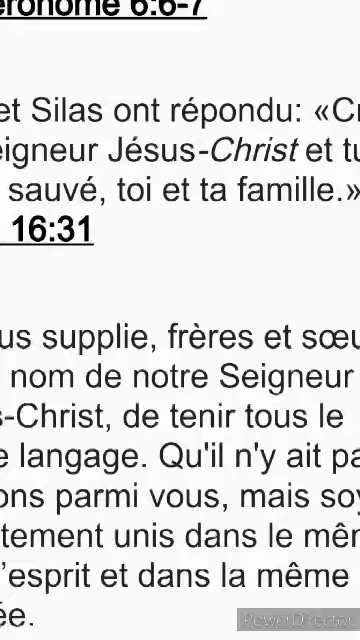 éronome 6:6-7
et Silas ont répondu: «Cr
eigneur Jésus-Christ et tu
sauvé, toi et ta famille.»
16:31
us supplie, frères et sœu
nom de notre Seigneur
s-Christ, de tenir tous le
e langage. Qu'il n'y ait pa
ons parmi vous, mais soy
tement unis dans le mêm
l’esprit et dans la même
ée.
PowerDirector